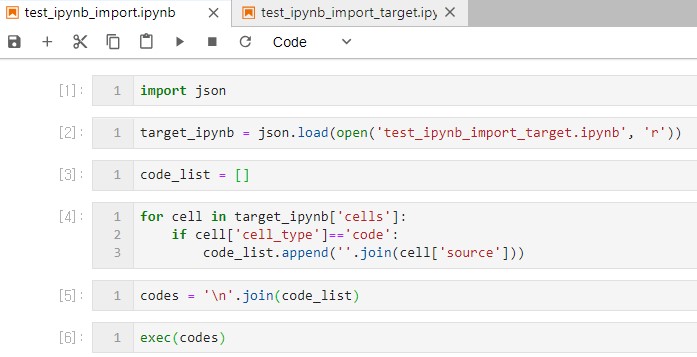 test_ipynb_import.ipynb
test_ipynb_import_target.ipy
Code
[1]: 1 import json
[2]: 1 target_ipynb = json.load(open('test_ipynb_import_target.ipynb', 'r'))
[3]: 1 code_list = []
[4]: 1 for cell in target_ipynb['cells']:
2     if cell['cell_type']=='code':
3         code_list.append(''.join(cell['source']))
[5]: 1 codes = '\n'.join(code_list)
[6]: 1 exec(codes)